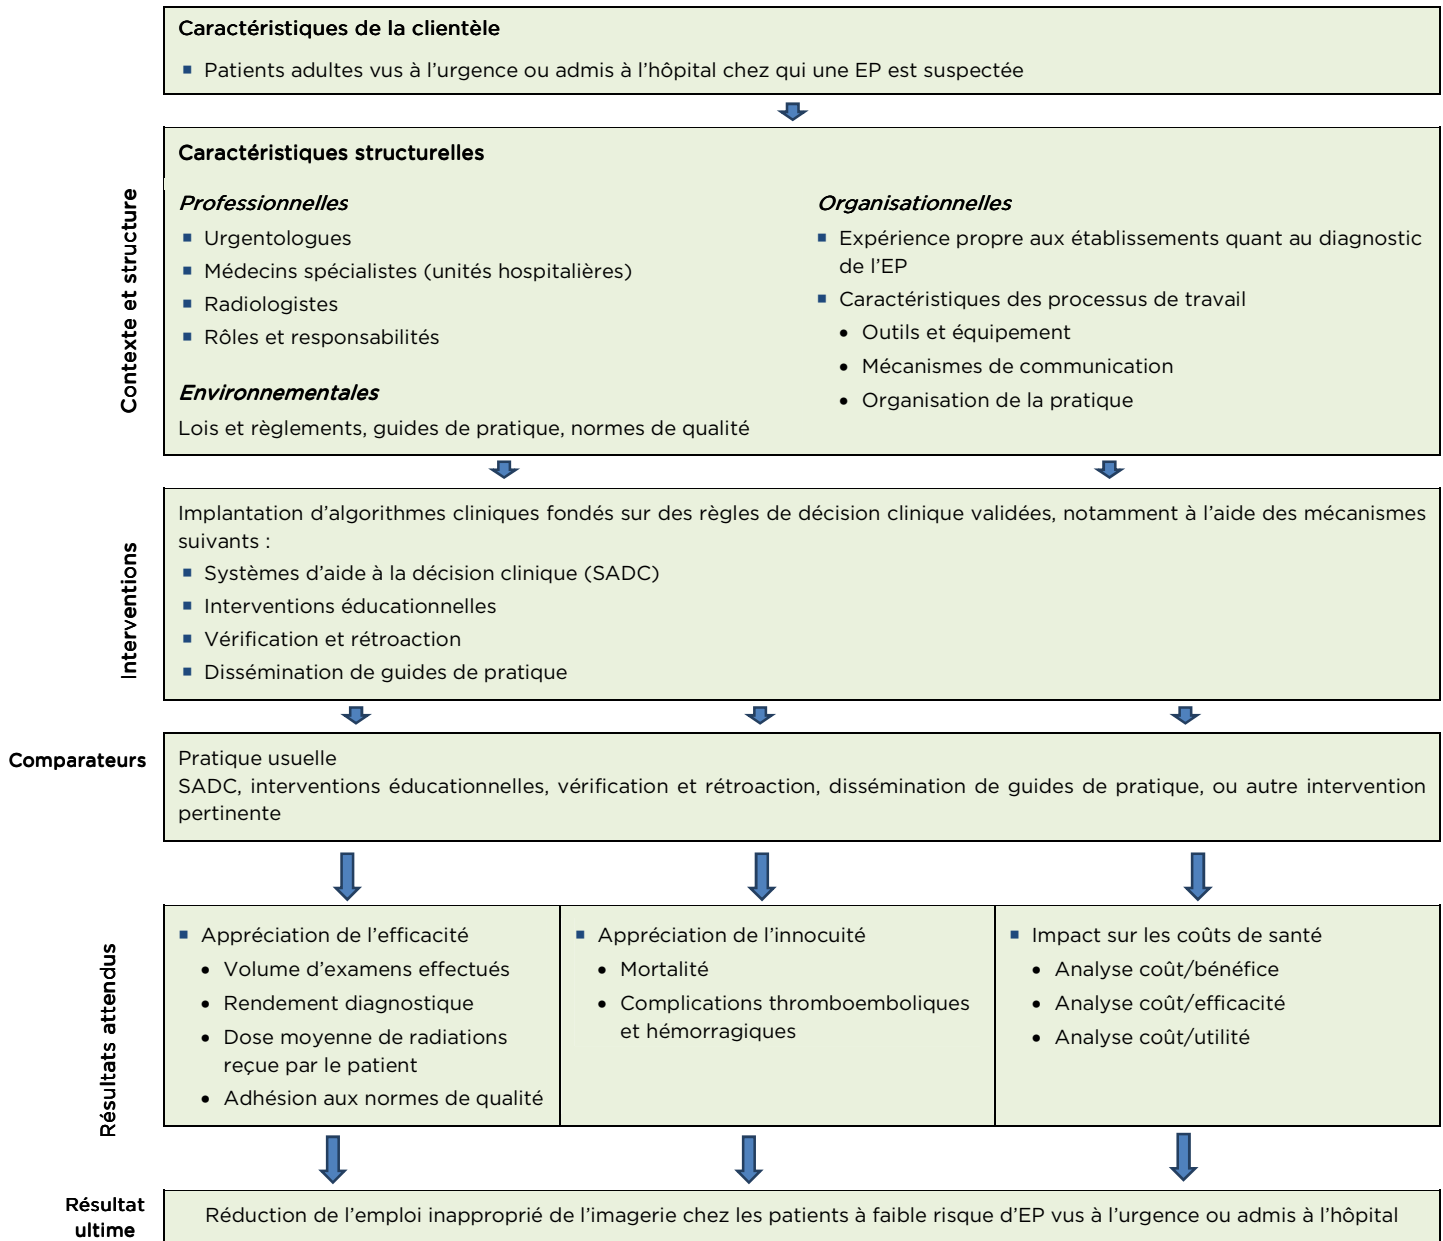 Caractéristiques de la clientèle
▪ Patients adultes vus à l’urgence ou admis à l’hôpital chez qui une EP est suspectée
Contexte et structure
Caractéristiques structurelles
Professionnelles
▪ Urgentologues
▪ Médecins spécialistes (unités hospitalières)
▪ Radiologistes
▪ Rôles et responsabilités
Environnementales
Lois et règlements, guides de pratique, normes de qualité
Organisationnelles
▪ Expérience propre aux établissements quant au diagnostic
de l’EP
▪ Caractéristiques des processus de travail
• Outils et équipement
• Mécanismes de communication
• Organisation de la pratique
Interventions
Implantation d’algorithmes cliniques fondés sur des règles de décision clinique validées, notamment à l’aide des mécanismes
suivants :
▪ Systèmes d’aide à la décision clinique (SADC)
▪ Interventions éducationnelles
▪ Vérification et rétroaction
▪ Dissémination de guides de pratique
Comparateurs
Pratique usuelle
SADC, interventions éducationnelles, vérification et rétroaction, dissémination de guides de pratique, ou autre intervention
pertinente
Résultats attendus
▪ Appréciation de l’efficacité
• Volume d’examens effectués
• Rendement diagnostique
• Dose moyenne de radiations
reçue par le patient
• Adhésion aux normes de qualité
▪ Appréciation de l’innocuité
• Mortalité
• Complications thromboemboliques
et hémorragiques
▪ Impact sur les coûts de santé
• Analyse coût/bénéfice
• Analyse coût/efficacité
• Analyse coût/utilité
Résultat
ultime
Réduction de l’emploi inapproprié de l’imagerie chez les patients à faible risque d’EP vus à l’urgence ou admis à l’hôpital